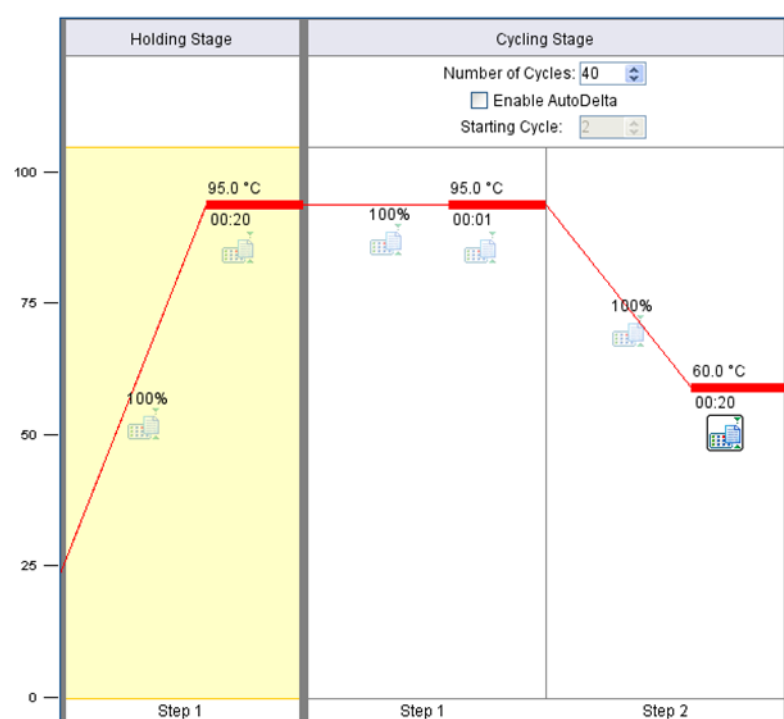 Holding Stage
Cycling Stage
Number of Cycles: 40
Enable AutoDelta
Starting Cycle: 2
100
95.0 °C
95.0 °C
00:20
100%
00:01
75
100%
60.0 °C
100%
00:20
50
25
0
Step 1
Step 1
Step 2